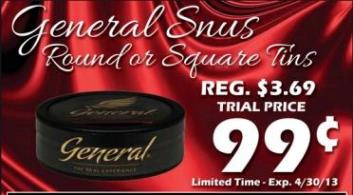 General Snus
Round or Square Tins
REG. $3.69
TRIAL PRICE
99¢
General
General
THE REAL EXPERIENCE
Limited Time - Exp. 4/30/13